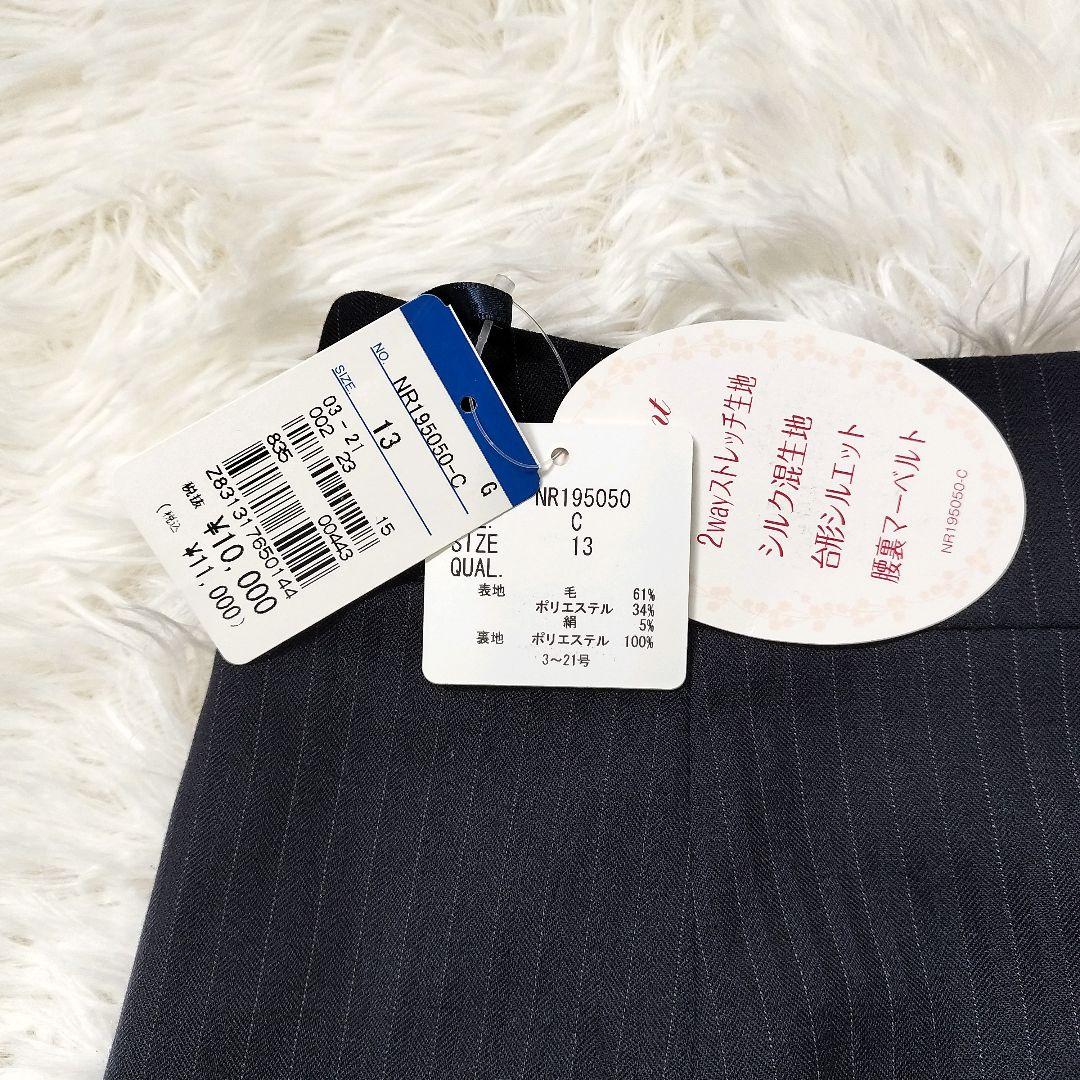 NO. NR195050-C G
SIZE 13
03-21 15
002 23
835 00443
Z831317650144
税抜 ¥10,000
(税込 ¥11,000)
NR195050
C
SIZE 13
QUAL.
表地 毛 61%
ポリエステル 34%
絹 5%
裏地 ポリエステル 100%
3~21号
2wayストレッチ生地
シルク混生地
台形シルエット
腰裏マーベルト
NR195050-C